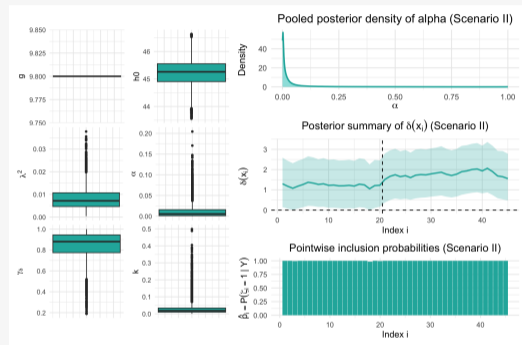 9.850
9.825
9.800
9.775
9.750
g
46
45
44
h0
0.03
0.02
0.01
0.00
λ²
0.20
0.15
0.10
0.05
0.00
α
1.0
0.8
0.6
0.4
0.2
0.5
0.4
0.3
0.2
0.1
0.0
k
Pooled posterior density of alpha (Scenario II)
Density
40
20
0
0.00 0.25 0.50 0.75 1.00
α
Posterior summary of δ(xᵢ) (Scenario II)
δ(xᵢ)
3
2
1
0
0 10 20 30 40
Index i
Pointwise inclusion probabilities (Scenario II)
p̂ᵢ = P(ζᵢ = 1 | Y)
1.00
0.75
0.50
0.25
0.00
0 10 20 30 40
Index i